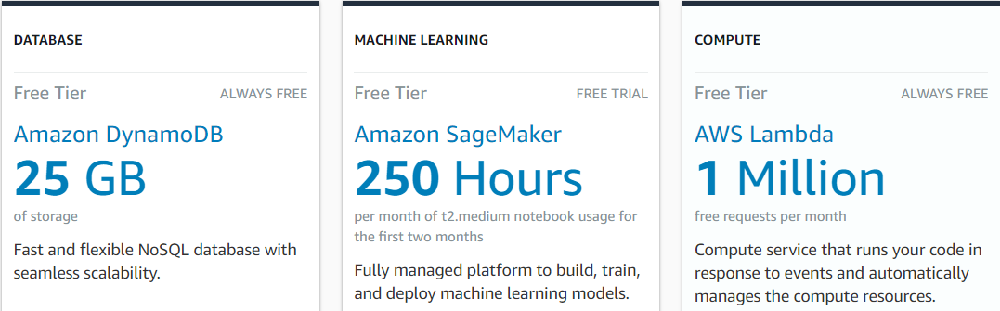 DATABASE
Free Tier
ALWAYS FREE
Amazon DynamoDB
25 GB
of storage
Fast and flexible NoSQL database with
seamless scalability.
MACHINE LEARNING
Free Tier
FREE TRIAL
Amazon SageMaker
250 Hours
per month of t2.medium notebook usage for
the first two months
Fully managed platform to build, train,
and deploy machine learning models.
COMPUTE
Free Tier
ALWAYS FREE
AWS Lambda
1 Million
free requests per month
Compute service that runs your code in
response to events and automatically
manages the compute resources.